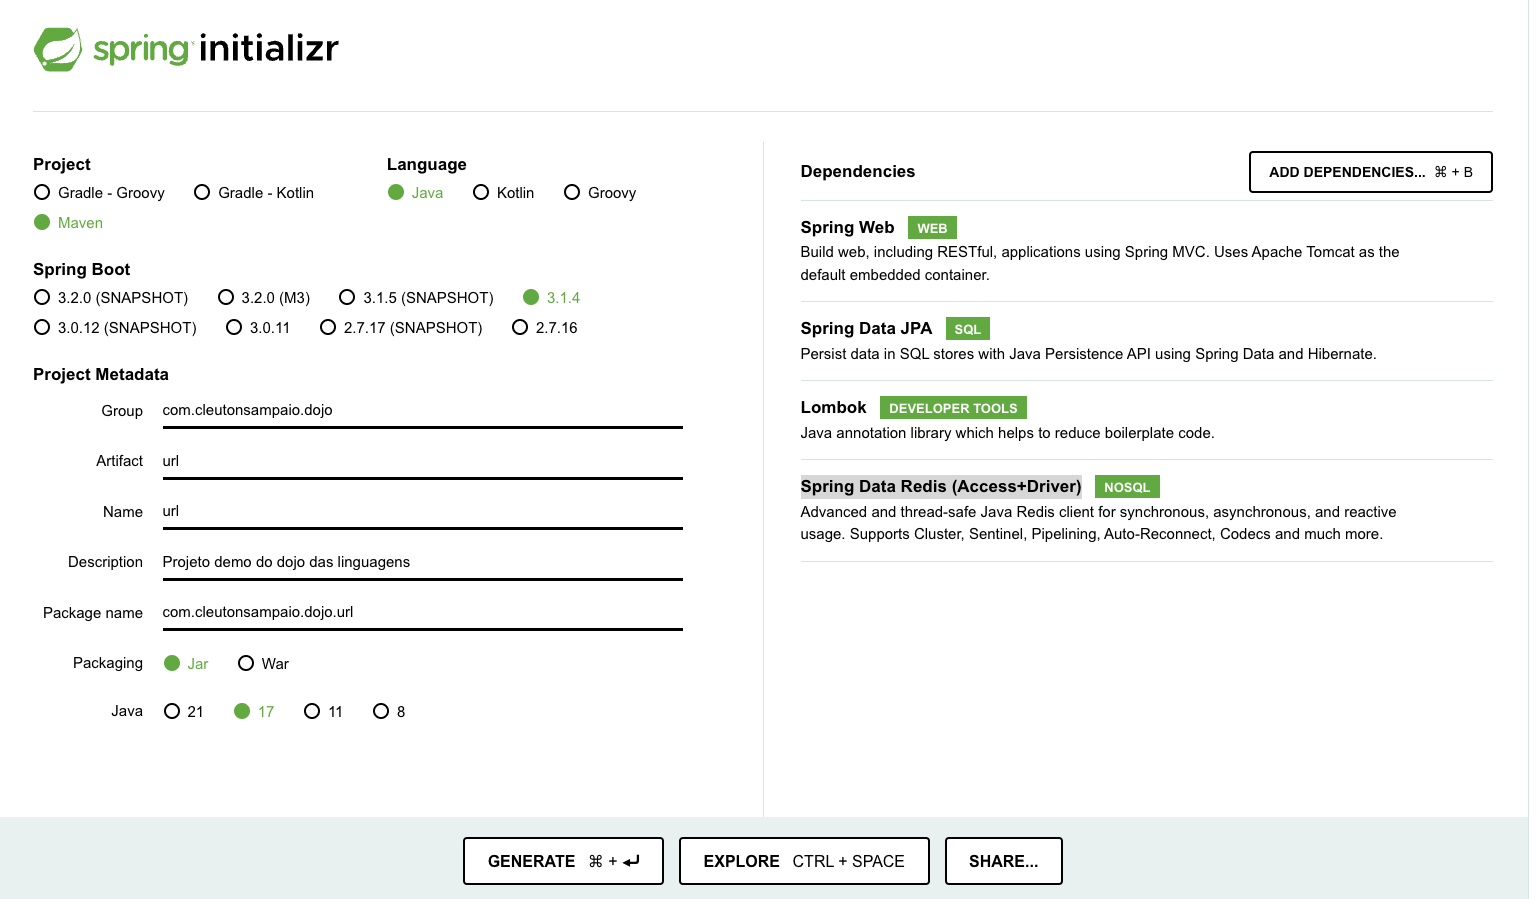 spring initializr
Project
Gradle - Groovy Gradle - Kotlin
Maven
Language
Java Kotlin Groovy
Spring Boot
3.2.0 (SNAPSHOT) 3.2.0 (M3) 3.1.5 (SNAPSHOT) 3.1.4
3.0.12 (SNAPSHOT) 3.0.11 2.7.17 (SNAPSHOT) 2.7.16
Project Metadata
Group com.cleutonsampaio.dojo
Artifact url
Name url
Description Projeto demo do dojo das linguagens
Package name com.cleutonsampaio.dojo.url
Packaging Jar War
Java 21 17 11 8
Dependencies ADD DEPENDENCIES... ⌘ + B
Spring Web WEB
Build web, including RESTful, applications using Spring MVC. Uses Apache Tomcat as the
default embedded container.
Spring Data JPA SQL
Persist data in SQL stores with Java Persistence API using Spring Data and Hibernate.
Lombok DEVELOPER TOOLS
Java annotation library which helps to reduce boilerplate code.
Spring Data Redis (Access+Driver) NOSQL
Advanced and thread-safe Java Redis client for synchronous, asynchronous, and reactive
usage. Supports Cluster, Sentinel, Pipelining, Auto-Reconnect, Codecs and much more.
GENERATE ⌘ + ⏎ EXPLORE CTRL + SPACE SHARE...